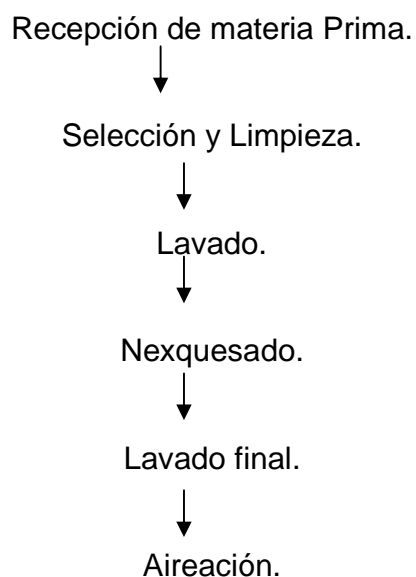 Recepción de materia Prima.
Selección y Limpieza.
Lavado.
Nexquesado.
Lavado final.
Aireación.